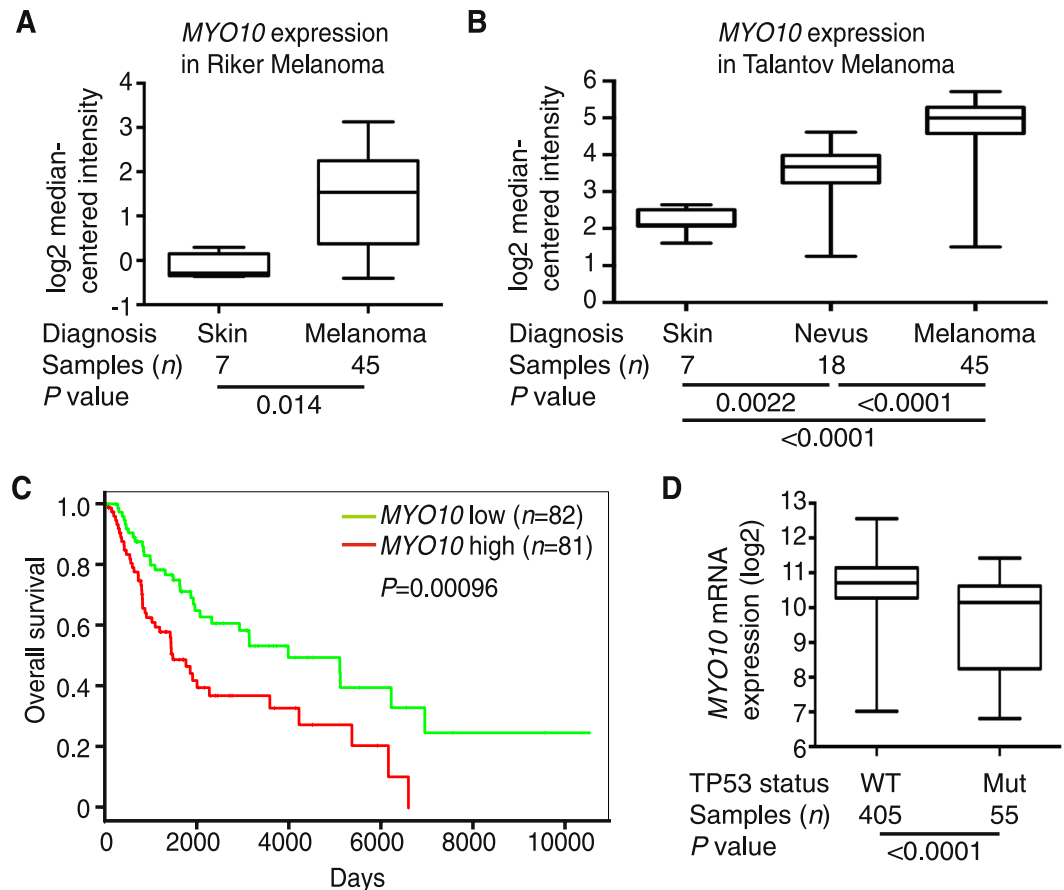 A
MYO10 expression
in Riker Melanoma
log2 median-
centered intensity
4
3
2
1
0
-1
Diagnosis Skin Melanoma
Samples (n) 7 45
P value
0.014
B
MYO10 expression
in Talantov Melanoma
log2 median-
centered intensity
6
5
4
3
2
1
0
Diagnosis Skin Nevus Melanoma
Samples (n) 7 18 45
P value
0.0022 <0.0001
<0.0001
C
Overall survival
1.0
0.8
0.6
0.4
0.2
0
MYO10 low (n=82)
MYO10 high (n=81)
P=0.00096
0 2000 4000 6000 8000 10000
Days
D
MYO10 mRNA
expression (log2)
13
12
11
10
9
8
7
6
TP53 status WT Mut
Samples (n) 405 55
P value
<0.0001